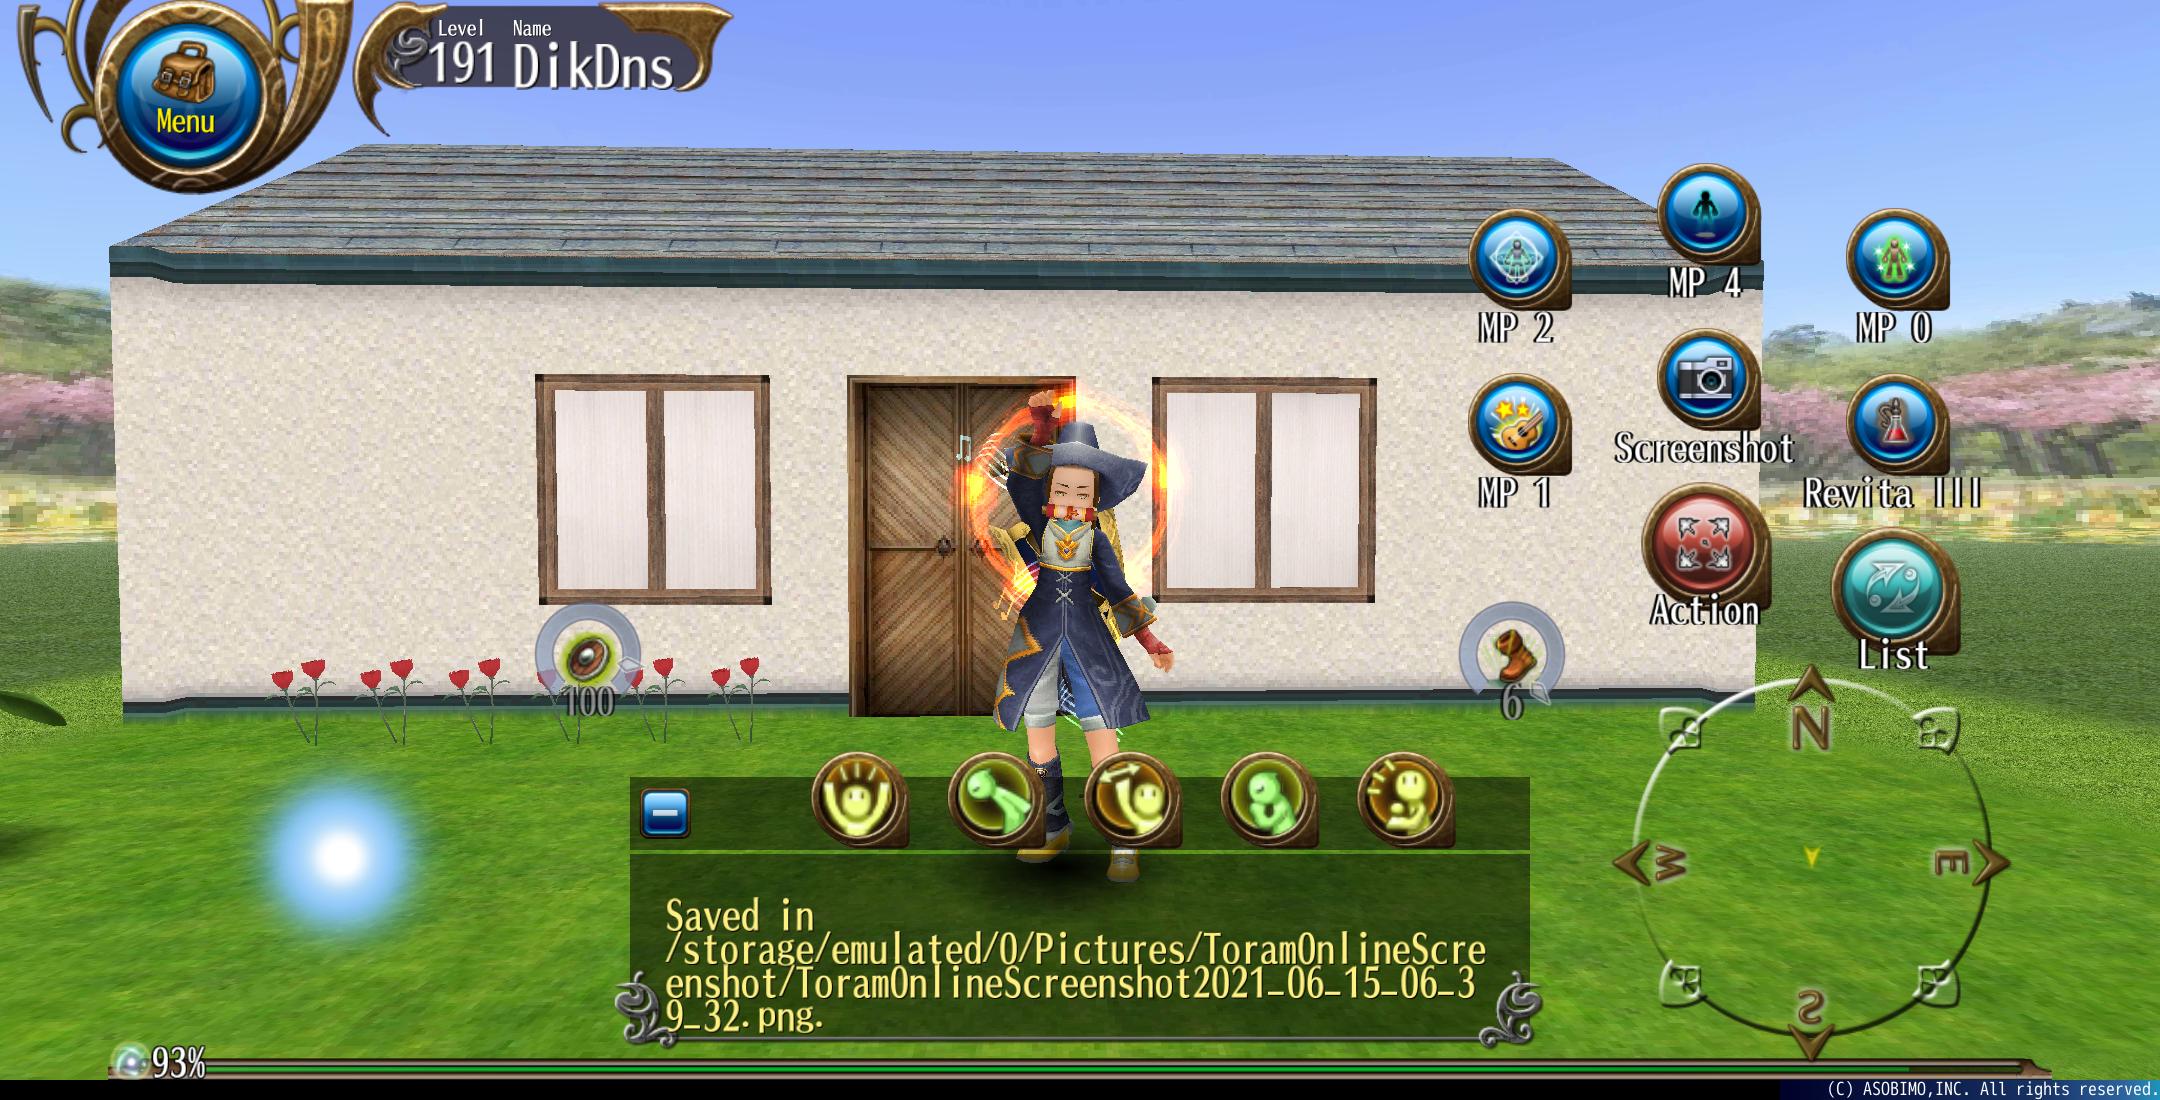 Level Name
191 DikDns
Menu
MP 4
MP 2
MP 0
Screenshot
MP 1
Revita III
Action
List
100
6
N
W
E
S
Saved in
/storage/emulated/0/Pictures/ToramOnlineScre
enshot/ToramOnlineScreenshot2021_06_15_06_3
9_32.png.
93%
(C) ASOBIMO,INC. All rights reserved.